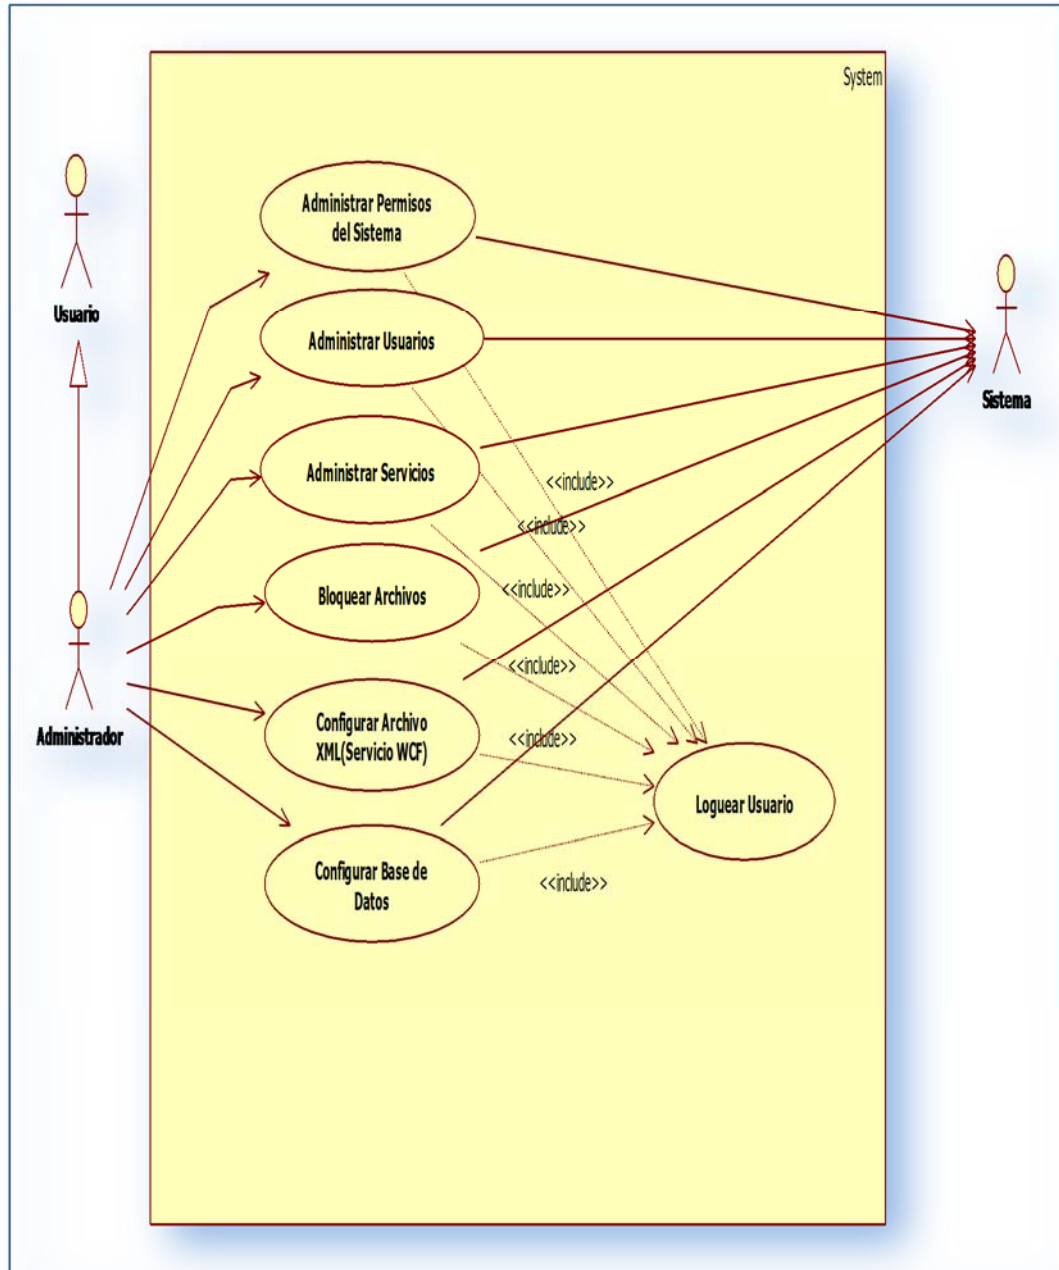 System
Administrar Permisos
del Sistema
Usuario
Administrar Usuarios
Sistema
Administrar Servicios
<<include>>
<<include>>
Bloquear Archivos
<<include>>
<<include>>
Administrador
Configurar Archivo
XML(Servicio WCF)
<<include>>
Loguear Usuario
Configurar Base de
Datos
<<include>>